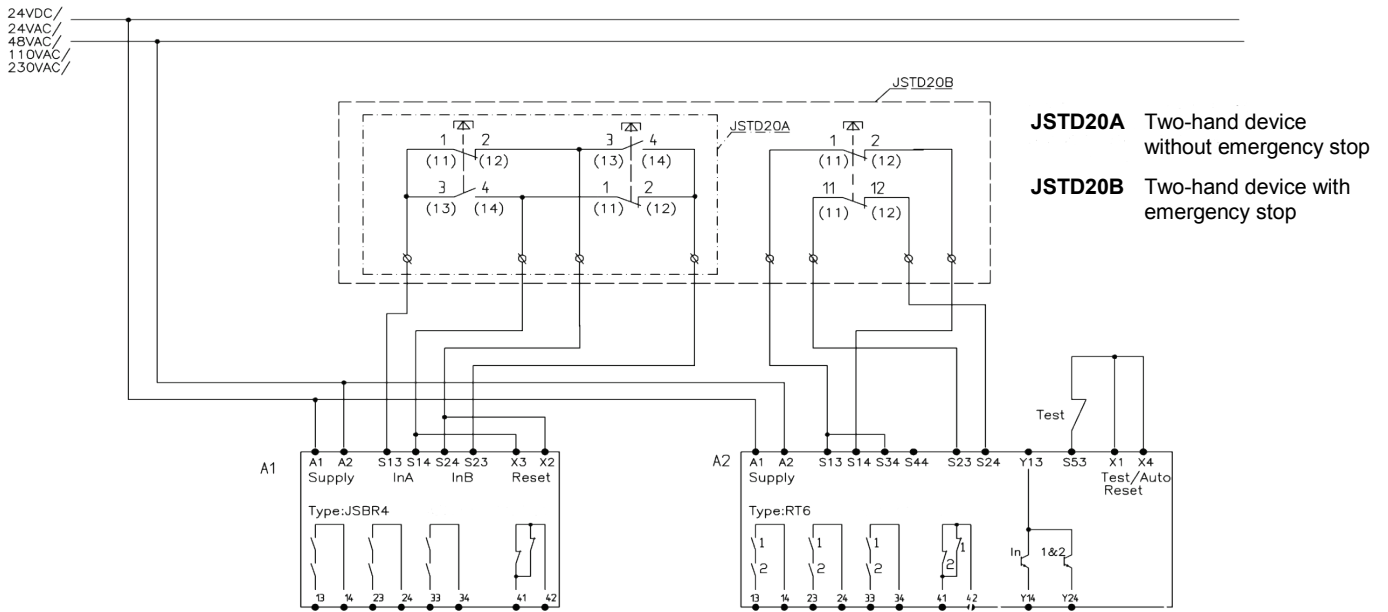 24VDC/
24VAC/
48VAC/
110VAC/
230VAC/
JSTD20B
JSTD20A
1 2 3 4 1 2
(11) (12) (13) (14) (11) (12)
3 4 1 2 11 12
(13) (14) (11) (12) (11) (12)
JSTD20A Two-hand device
without emergency stop
JSTD20B Two-hand device with
emergency stop
Test
A1
A1 A2 S13 S14 S24 S23 X3 X2
Supply InA InB Reset
Type:JSBR4
13 14 23 24 33 34 41 42
A2
A1 A2 S13 S14 S34 S44 S23 S24 Y13 S53 X1 X4
Supply Test/Auto
Reset
Type:RT6
1 1 1 1
In 1&2
2 2 2 2
13 14 23 24 33 34 41 42 Y14 Y24